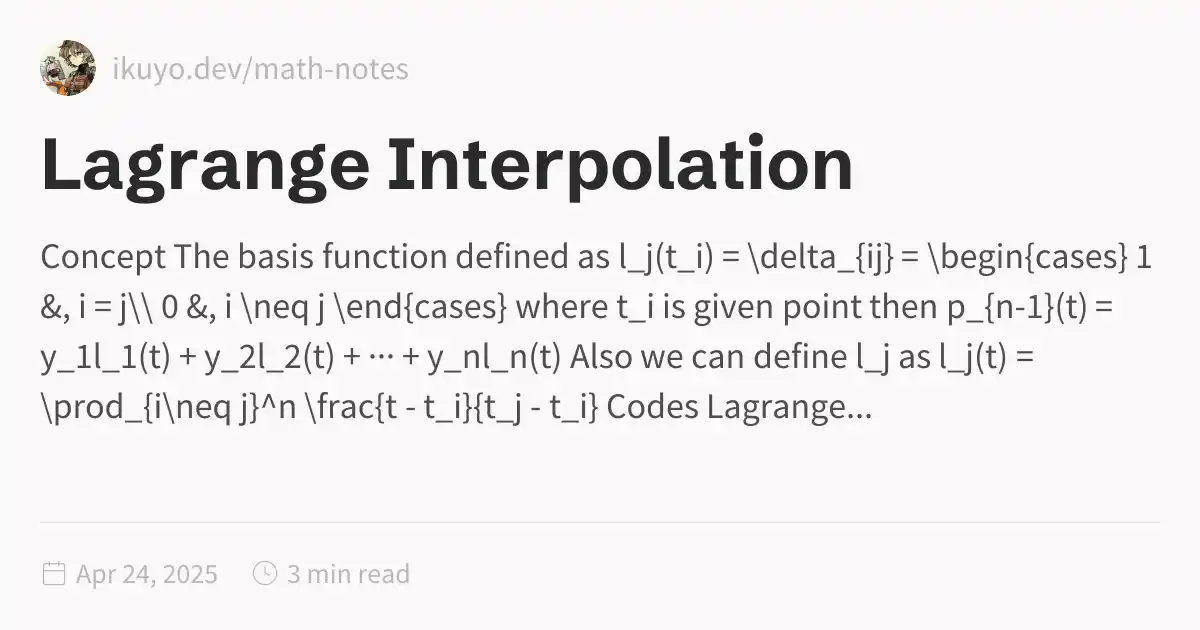 ikuyo.dev/math-notes
Lagrange Interpolation
Concept The basis function defined as l_j(t_i) = \delta_{ij} = \begin{cases} 1
&, i = j\\ 0 &, i \neq j \end{cases} where t_i is given point then p_{n-1}(t) =
y_1l_1(t) + y_2l_2(t) + ··· + y_nl_n(t) Also we can define l_j as l_j(t) =
\prod_{i\neq j}^n \frac{t - t_i}{t_j - t_i} Codes Lagrange...
Apr 24, 2025
3 min read